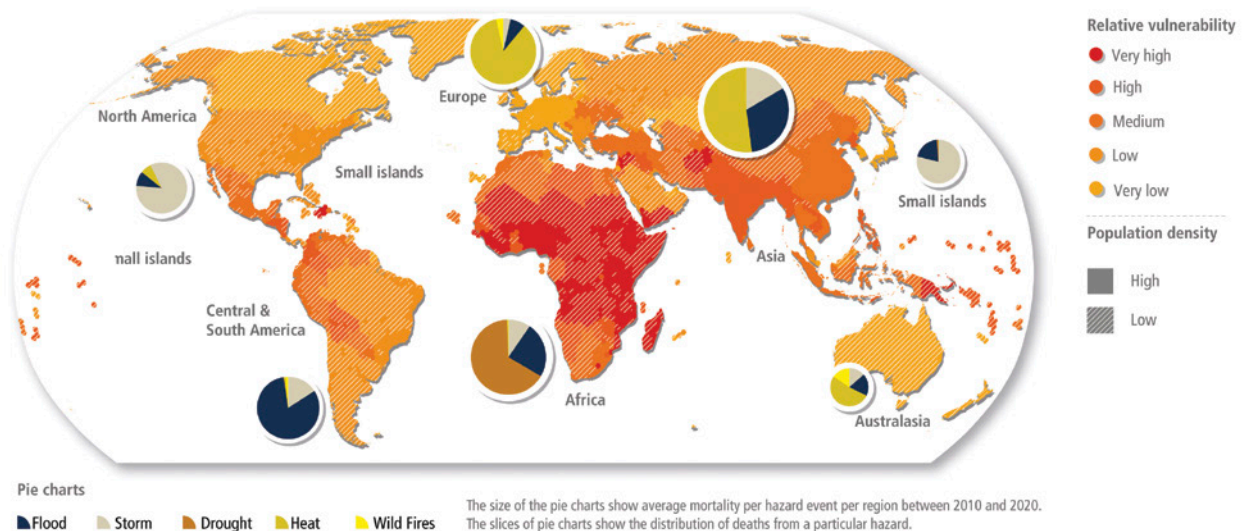 Relative vulnerability
Very high
High
Medium
Low
Very low
Population density
High
Low
North America
Europe
Small islands
Small islands
mall islands
Asia
Central &
South America
Africa
Australasia
Pie charts
Flood Storm Drought Heat Wild Fires
The size of the pie charts show average mortality per hazard event per region between 2010 and 2020.
The slices of pie charts show the distribution of deaths from a particular hazard.